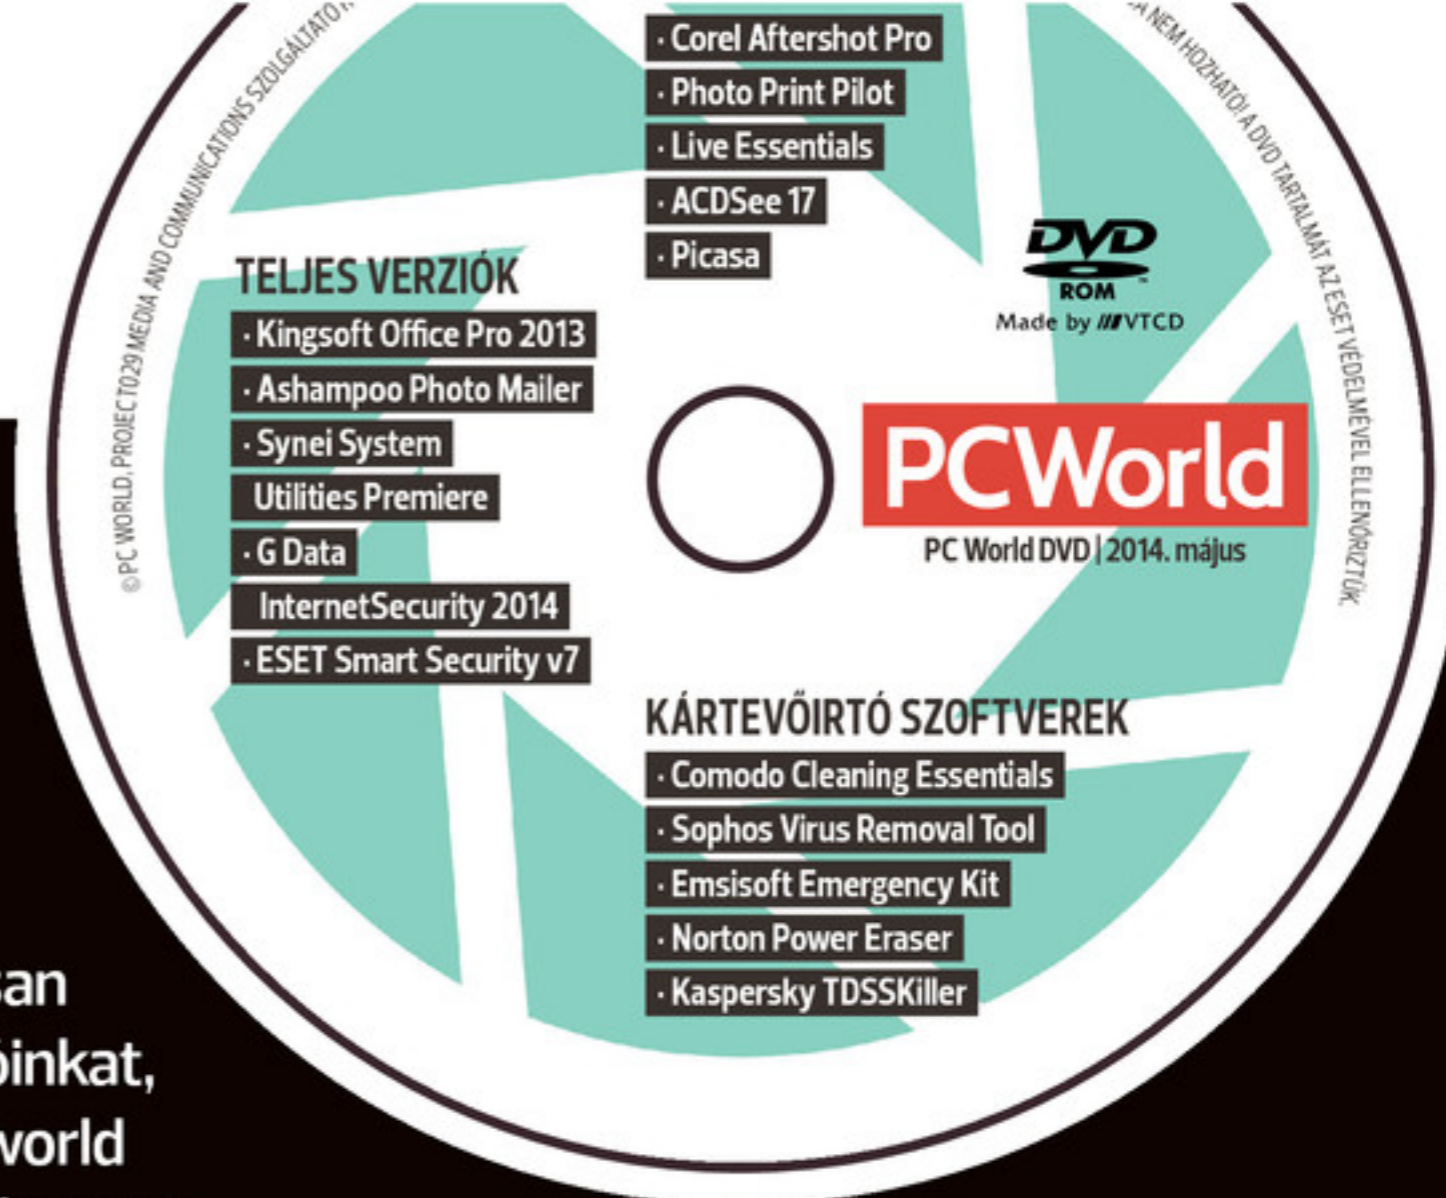 ©PC WORLD, PROJECT029 MEDIA AND COMMUNICATIONS SZOLGÁLTATÓ
NEM HOZHATÓ! A DVD TARTALMÁT AZ ESET VÉDELMÉVEL ELLENŐRIZTÜK.
· Corel Aftershot Pro
· Photo Print Pilot
· Live Essentials
· ACDSee 17
· Picasa
TELJES VERZIÓK
· Kingsoft Office Pro 2013
· Ashampoo Photo Mailer
· Synei System
Utilities Premiere
· G Data
InternetSecurity 2014
· ESET Smart Security v7
DVD
ROM
Made by VTCD
PCWorld
PC World DVD | 2014. május
KÁRTEVŐIRTÓ SZOFTVEREK
· Comodo Cleaning Essentials
· Sophos Virus Removal Tool
· Emsisoft Emergency Kit
· Norton Power Eraser
· Kaspersky TDSSKiller
san
óinkat,
world